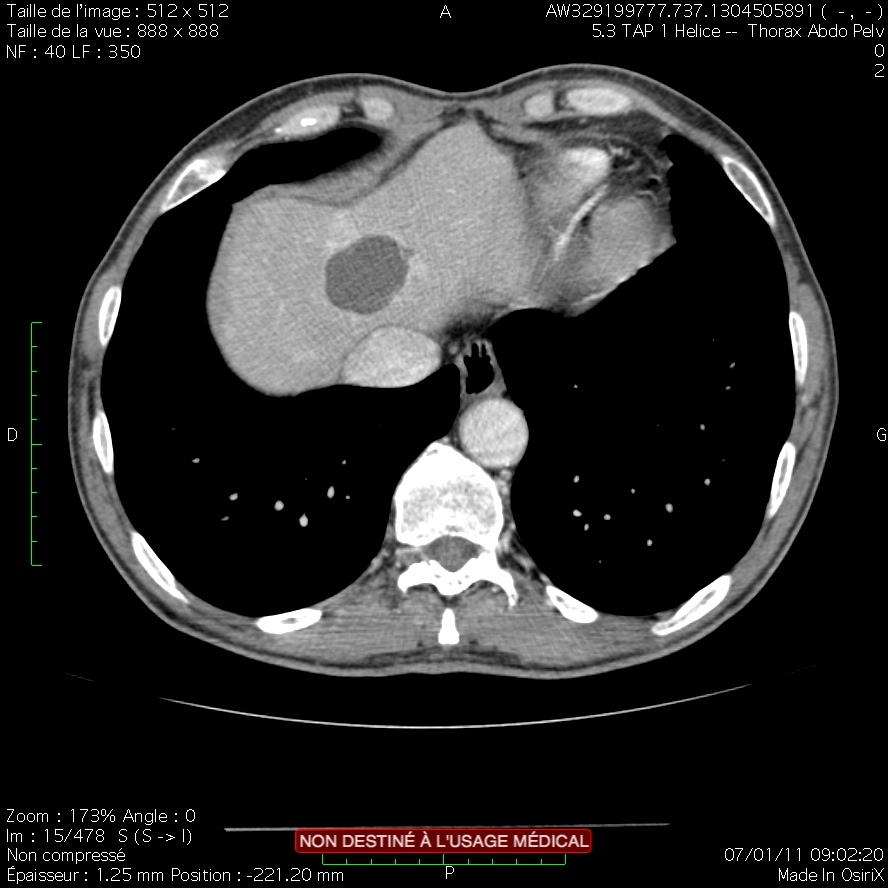 Taille de l'image : 512 x 512
Taille de la vue : 888 x 888
NF : 40 LF : 350
A
AW329199777.737.1304505891 ( -, -)
5.3 TAP 1 Helice -- Thorax Abdo Pelv
0
2
D
G
Zoom : 173% Angle : 0
Im : 15/478 S (S -> I)
Non compressé
Épaisseur : 1.25 mm Position : -221.20 mm
NON DESTINÉ À L'USAGE MÉDICAL
P
07/01/11 09:02:20
Made In OsiriX